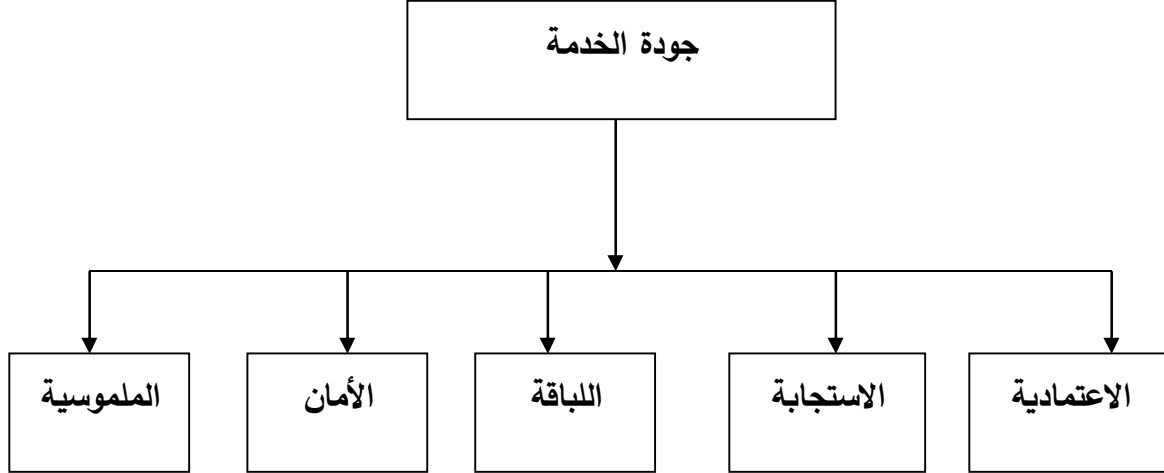 جودة الخدمة
الاعتمادية
الاستجابة
اللباقة
الأمان
الملموسية